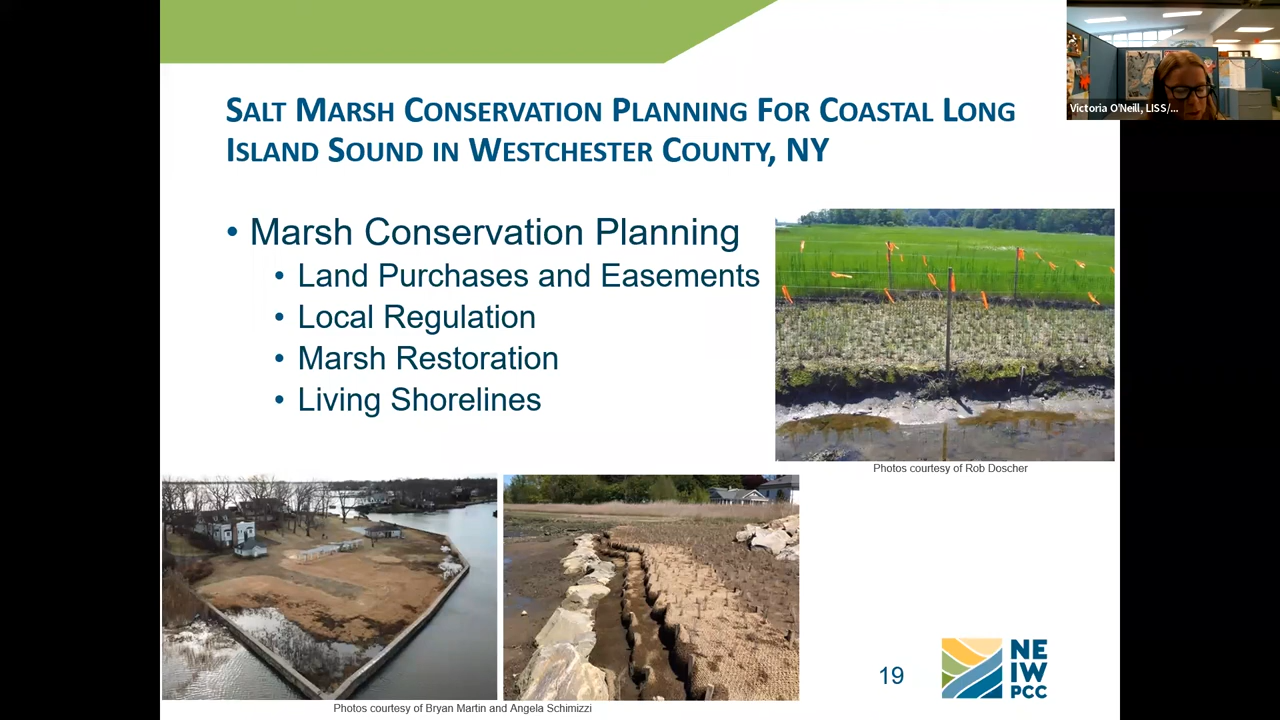 Victoria O'Neill, LISS/...
SALT MARSH CONSERVATION PLANNING FOR COASTAL LONG
ISLAND SOUND IN WESTCHESTER COUNTY, NY
• Marsh Conservation Planning
• Land Purchases and Easements
• Local Regulation
• Marsh Restoration
• Living Shorelines
Photos courtesy of Rob Doscher
Photos courtesy of Bryan Martin and Angela Schimizzi
19
NE
IW
PCC